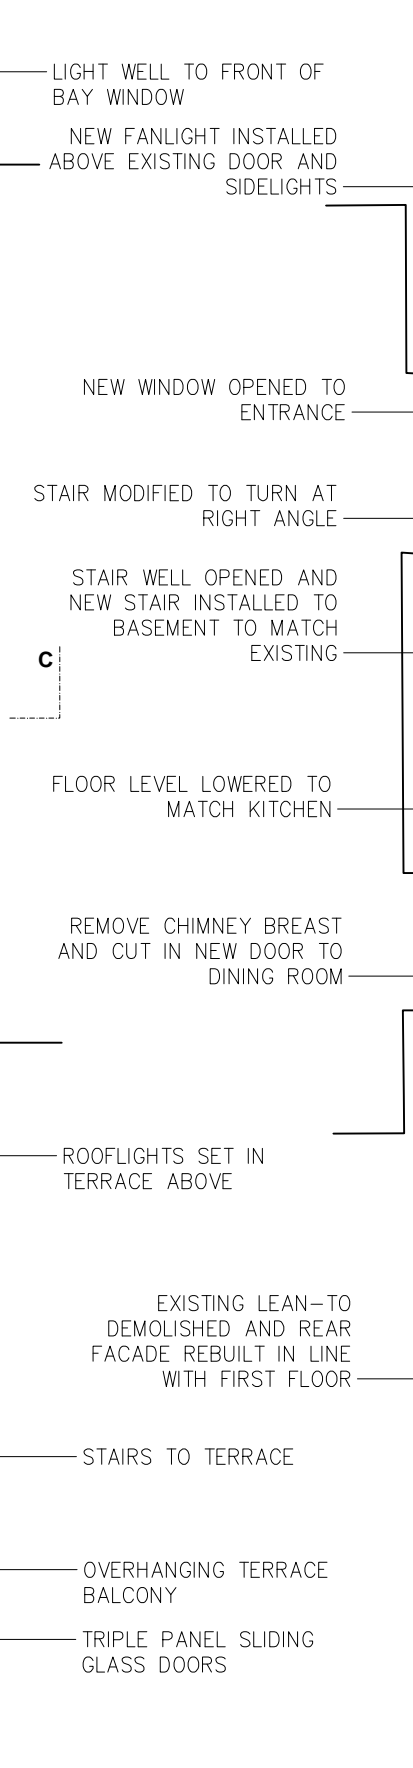 LIGHT WELL TO FRONT OF
BAY WINDOW
NEW FANLIGHT INSTALLED
ABOVE EXISTING DOOR AND
SIDELIGHTS
NEW WINDOW OPENED TO
ENTRANCE
STAIR MODIFIED TO TURN AT
RIGHT ANGLE
STAIR WELL OPENED AND
NEW STAIR INSTALLED TO
BASEMENT TO MATCH
EXISTING
C
FLOOR LEVEL LOWERED TO
MATCH KITCHEN
REMOVE CHIMNEY BREAST
AND CUT IN NEW DOOR TO
DINING ROOM
ROOFLIGHTS SET IN
TERRACE ABOVE
EXISTING LEAN-TO
DEMOLISHED AND REAR
FACADE REBUILT IN LINE
WITH FIRST FLOOR
STAIRS TO TERRACE
OVERHANGING TERRACE
BALCONY
TRIPLE PANEL SLIDING
GLASS DOORS